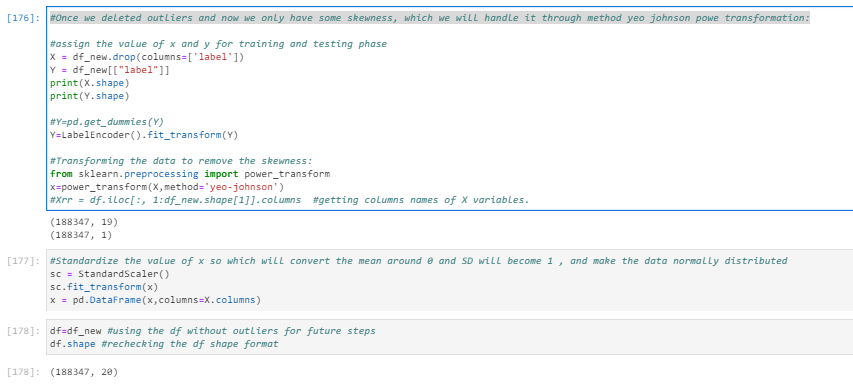 [176]: #Once we deleted outliers and now we only have some skewness, which we will handle it through method yeo johnson powe transformation:
#assign the value of x and y for training and testing phase
X = df_new.drop(columns=['label'])
Y = df_new[["label"]]
print(X.shape)
print(Y.shape)
#Y=pd.get_dummies(Y)
Y=LabelEncoder().fit_transform(Y)
#Transforming the data to remove the skewness:
from sklearn.preprocessing import power_transform
x=power_transform(X,method='yeo-johnson')
#Xrr = df.iloc[:, 1:df_new.shape[1]].columns  #getting columns names of X variables.
(188347, 19)
(188347, 1)
[177]: #Standardize the value of x so which will convert the mean around 0 and SD will become 1 , and make the data normally distributed
sc = StandardScaler()
sc.fit_transform(x)
x = pd.DataFrame(x,columns=X.columns)
[178]: df=df_new #using the df without outliers for future steps
df.shape #rechecking the df shape format
[178]: (188347, 20)